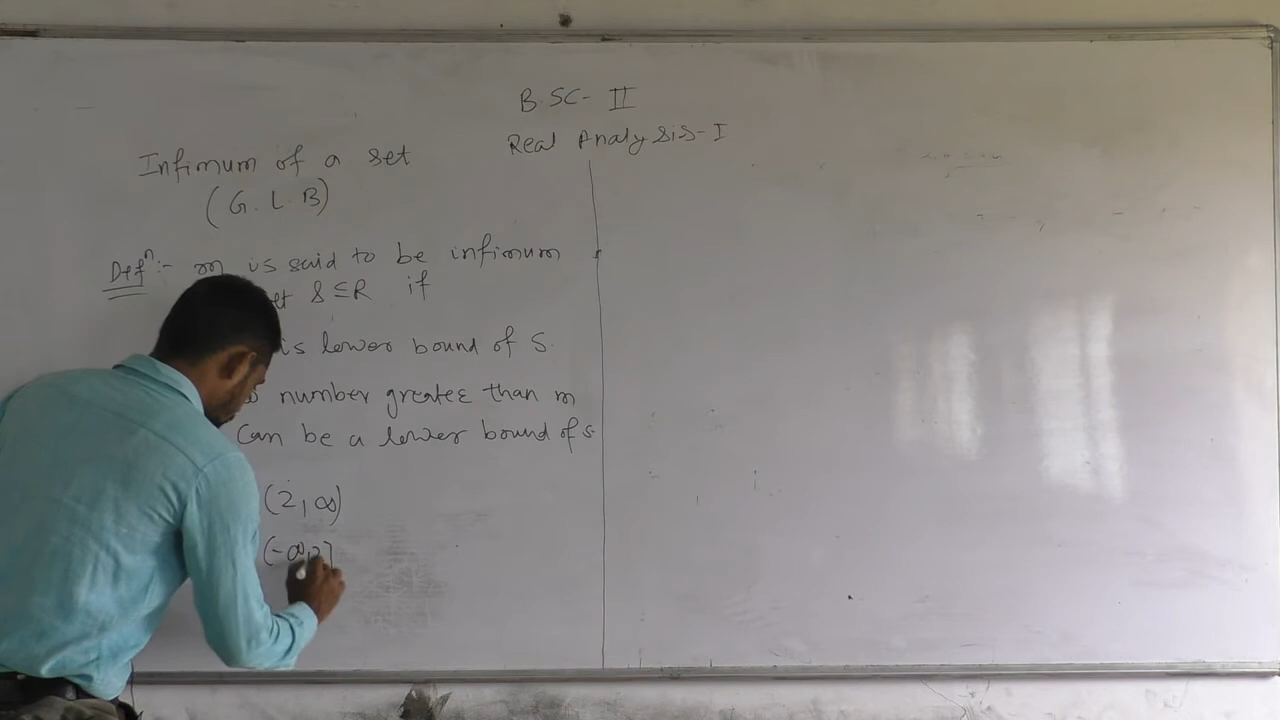 B.SC- II
Real Analysis-I
Infimum of a set
(G. L. B)
Defⁿ:- m is said to be infimum
S ⊆ R if
is lower bound of S.
number greater than m
Can be a lower bound of S
(2, ∞)
(-∞,